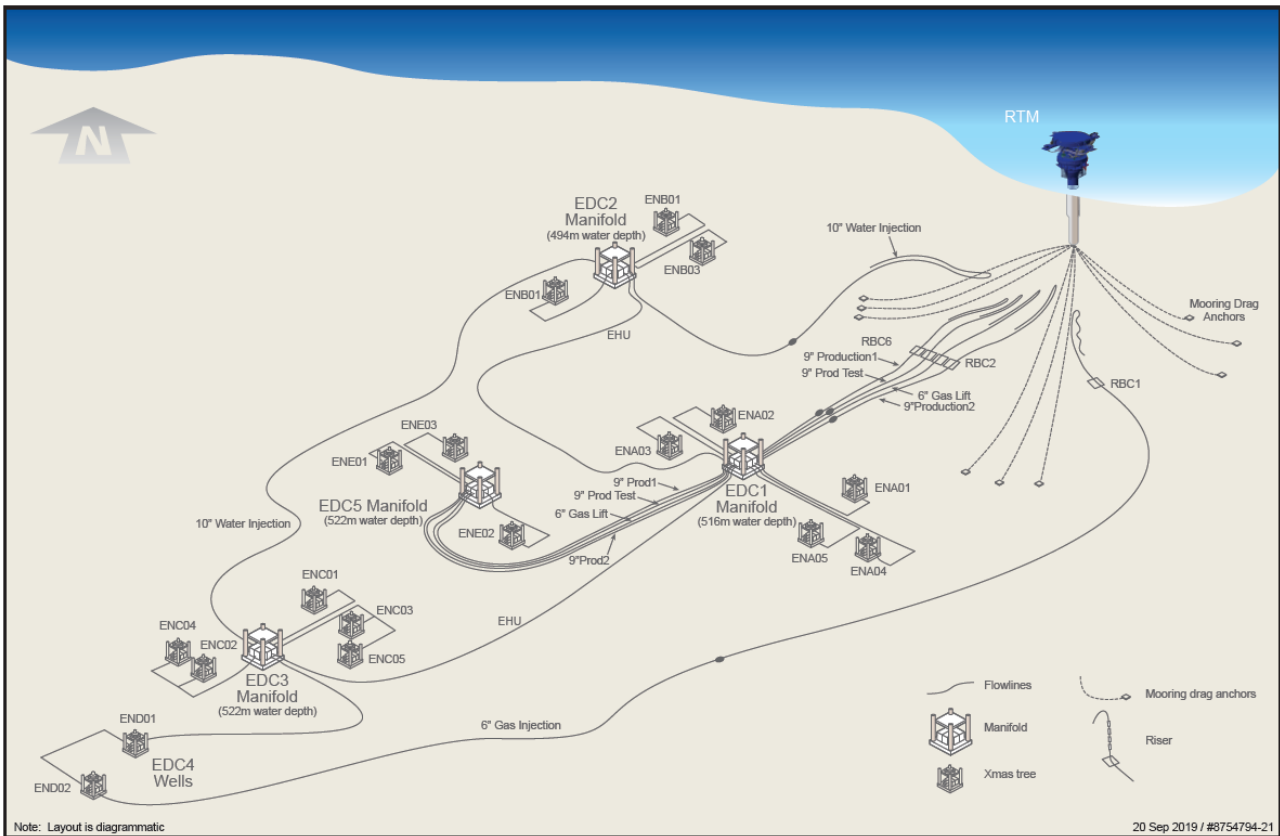 RTM
N
EDC2
Manifold
(494m water depth)
ENB01
ENB03
ENB01
10" Water Injection
EHU
Mooring Drag
Anchors
RBC6
RBC2
RBC1
9" Production1
9" Prod Test
6" Gas Lift
9"Production2
ENA02
ENA03
ENE03
ENE01
EDC5 Manifold
(522m water depth)
ENE02
9" Prod1
9" Prod Test
6" Gas Lift
9"Prod2
EDC1
Manifold
(516m water depth)
ENA01
ENA05
ENA04
10" Water Injection
ENC01
ENC03
ENC04
ENC02
ENC05
EHU
EDC3
Manifold
(522m water depth)
END01
EDC4
Wells
END02
6" Gas Injection
Flowlines
Manifold
Xmas tree
Mooring drag anchors
Riser
Note: Layout is diagrammatic
20 Sep 2019 / #8754794-21